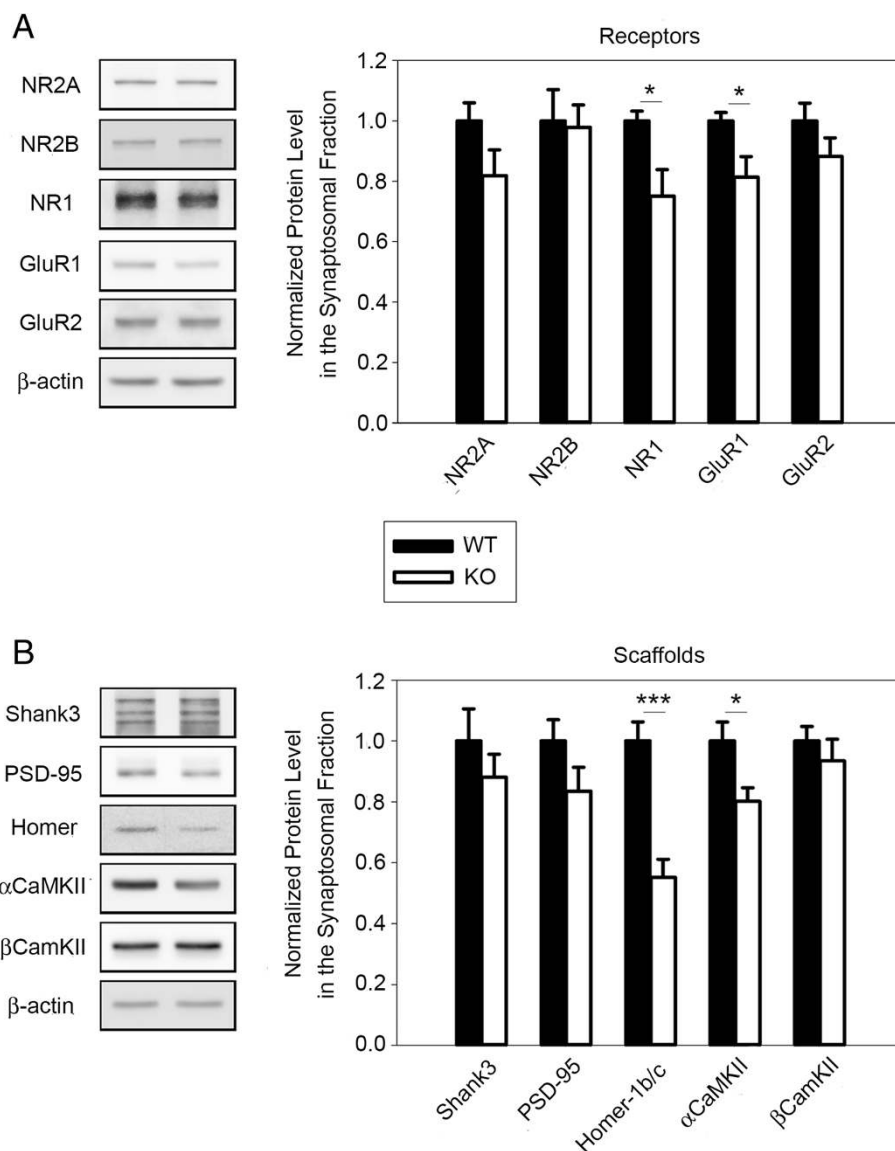 A
NR2A
NR2B
NR1
GluR1
GluR2
β-actin
Receptors
Normalized Protein Level
in the Synaptosomal Fraction
1.2
1.0
0.8
0.6
0.4
0.2
0.0
*
*
NR2A
NR2B
NR1
GluR1
GluR2
WT
KO
B
Shank3
PSD-95
Homer
αCaMKII
βCamKII
β-actin
Scaffolds
Normalized Protein Level
in the Synaptosomal Fraction
1.2
1.0
0.8
0.6
0.4
0.2
0.0
***
*
Shank3
PSD-95
Homer-1b/c
αCaMKII
βCamKII